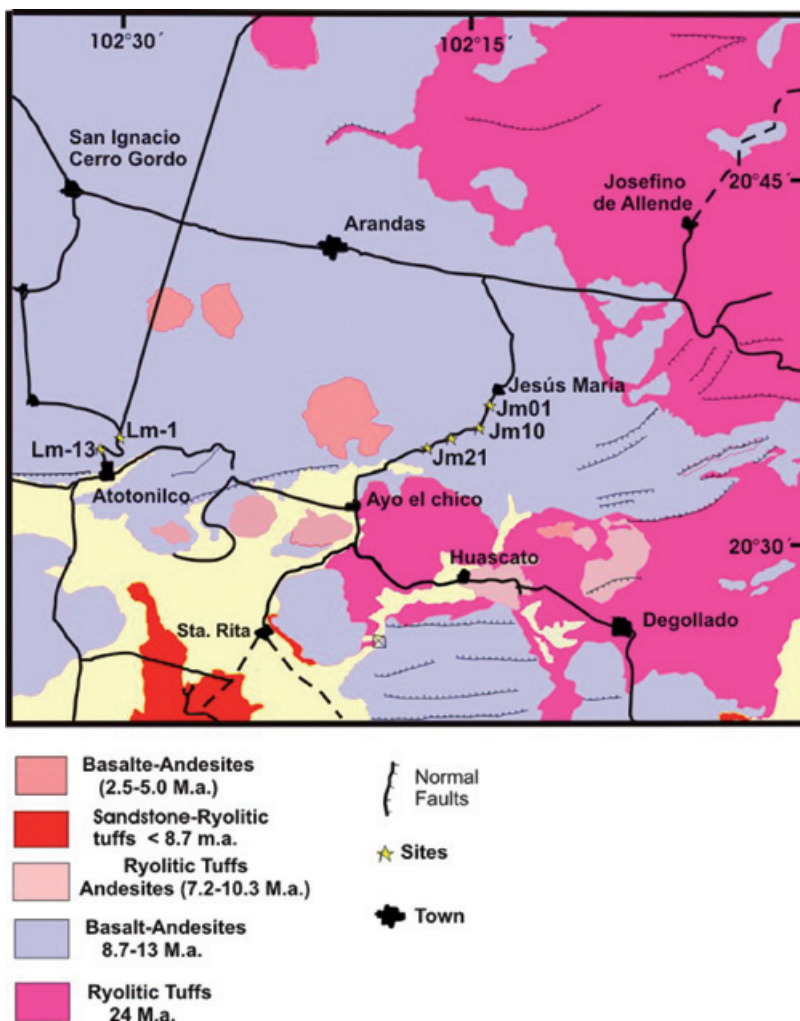 102°30´
102°15´
San Ignacio
Cerro Gordo
Josefino
de Allende
20°45´
Arandas
Jesús María
Jm01
Lm-1
Jm10
Lm-13
Jm21
Atotonilco
Ayo el chico
20°30´
Huascato
Sta. Rita
Degollado
Basalte-Andesites
(2.5-5.0 M.a.)
Sandstone-Ryolitic
tuffs < 8.7 m.a.
Ryolitic Tuffs
Andesites (7.2-10.3 M.a.)
Basalt-Andesites
8.7-13 M.a.
Ryolitic Tuffs
24 M.a.
Normal
Faults
Sites
Town